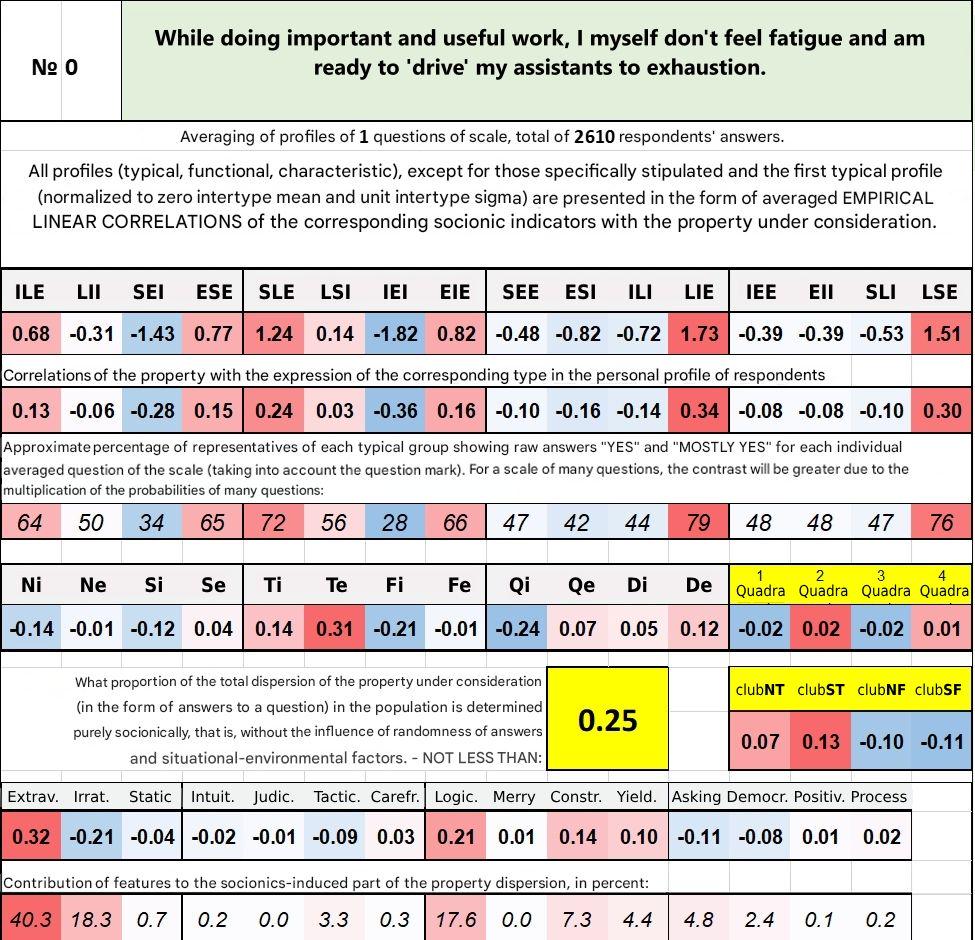 № 0
While doing important and useful work, I myself don't feel fatigue and am
ready to 'drive' my assistants to exhaustion.
Averaging of profiles of 1 questions of scale, total of 2610 respondents' answers.
All profiles (typical, functional, characteristic), except for those specifically stipulated and the first typical profile
(normalized to zero intertype mean and unit intertype sigma) are presented in the form of averaged EMPIRICAL
LINEAR CORRELATIONS of the corresponding socionic indicators with the property under consideration.
ILE LII SEI ESE SLE LSI IEI EIE SEE ESI ILI LIE IEE EII SLI LSE
0.68 -0.31 -1.43 0.77 1.24 0.14 -1.82 0.82 -0.48 -0.82 -0.72 1.73 -0.39 -0.39 -0.53 1.51
Correlations of the property with the expression of the corresponding type in the personal profile of respondents
0.13 -0.06 -0.28 0.15 0.24 0.03 -0.36 0.16 -0.10 -0.16 -0.14 0.34 -0.08 -0.08 -0.10 0.30
Approximate percentage of representatives of each typical group showing raw answers "YES" and "MOSTLY YES" for each individual
averaged question of the scale (taking into account the question mark). For a scale of many questions, the contrast will be greater due to the
multiplication of the probabilities of many questions:
64 50 34 65 72 56 28 66 47 42 44 79 48 48 47 76
Ni Ne Si Se Ti Te Fi Fe Qi Qe Di De 1 Quadra 2 Quadra 3 Quadra 4 Quadra
-0.14 -0.01 -0.12 0.04 0.14 0.31 -0.21 -0.01 -0.24 0.07 0.05 0.12 -0.02 0.02 -0.02 0.01
What proportion of the total dispersion of the property under consideration
(in the form of answers to a question) in the population is determined
purely socionically, that is, without the influence of randomness of answers
and situational-environmental factors. - NOT LESS THAN:
0.25
clubNT clubST clubNF clubSF
0.07 0.13 -0.10 -0.11
Extrav. Irrat. Static Intuit. Judic. Tactic. Carefr. Logic. Merry Constr. Yield. Asking Democr. Positiv. Process
0.32 -0.21 -0.04 -0.02 -0.01 -0.09 0.03 0.21 0.01 0.14 0.10 -0.11 -0.08 0.01 0.02
Contribution of features to the socionics-induced part of the property dispersion, in percent:
40.3 18.3 0.7 0.2 0.0 3.3 0.3 17.6 0.0 7.3 4.4 4.8 2.4 0.1 0.2